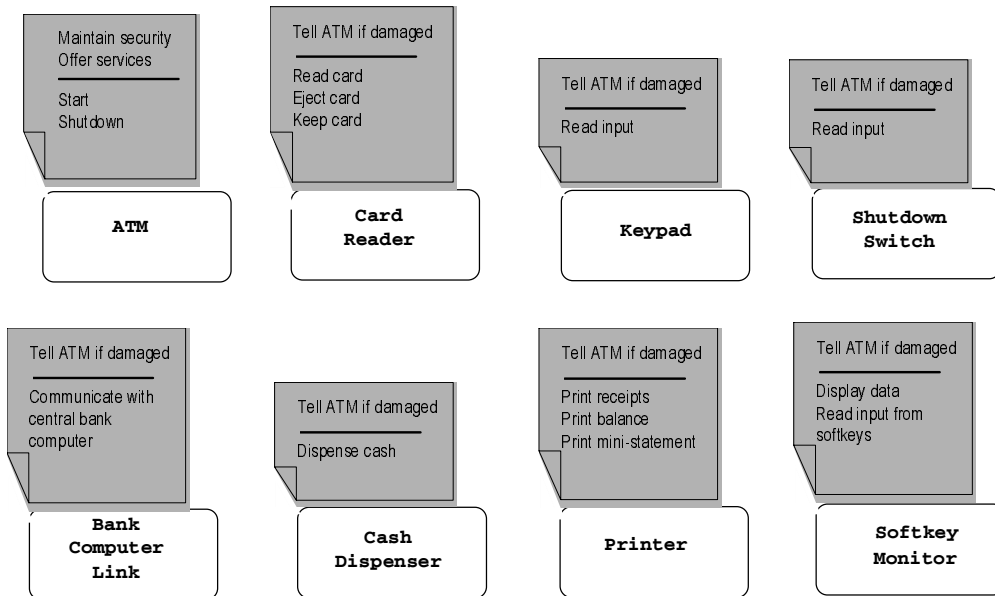 Maintain security
Offer services
Start
Shutdown
ATM
Tell ATM if damaged
Read card
Eject card
Keep card
Card
Reader
Tell ATM if damaged
Read input
Keypad
Tell ATM if damaged
Read input
Shutdown
Switch
Tell ATM if damaged
Communicate with
central bank
computer
Bank
Computer
Link
Tell ATM if damaged
Dispense cash
Cash
Dispenser
Tell ATM if damaged
Print receipts
Print balance
Print mini-statement
Printer
Tell ATM if damaged
Display data
Read input from
softkeys
Softkey
Monitor